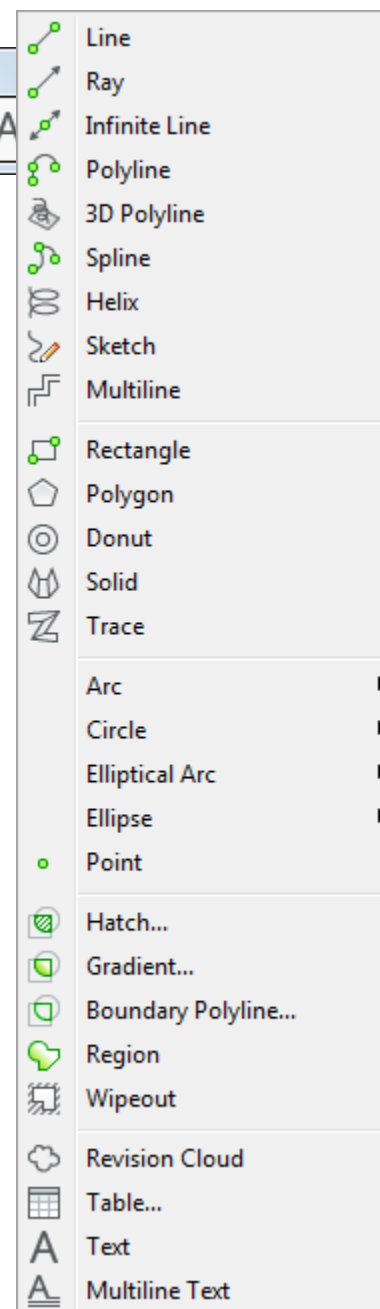 Line
Ray
Infinite Line
Polyline
3D Polyline
Spline
Helix
Sketch
Multiline
Rectangle
Polygon
Donut
Solid
Trace
Arc
Circle
Elliptical Arc
Ellipse
Point
Hatch...
Gradient...
Boundary Polyline...
Region
Wipeout
Revision Cloud
Table...
Text
Multiline Text